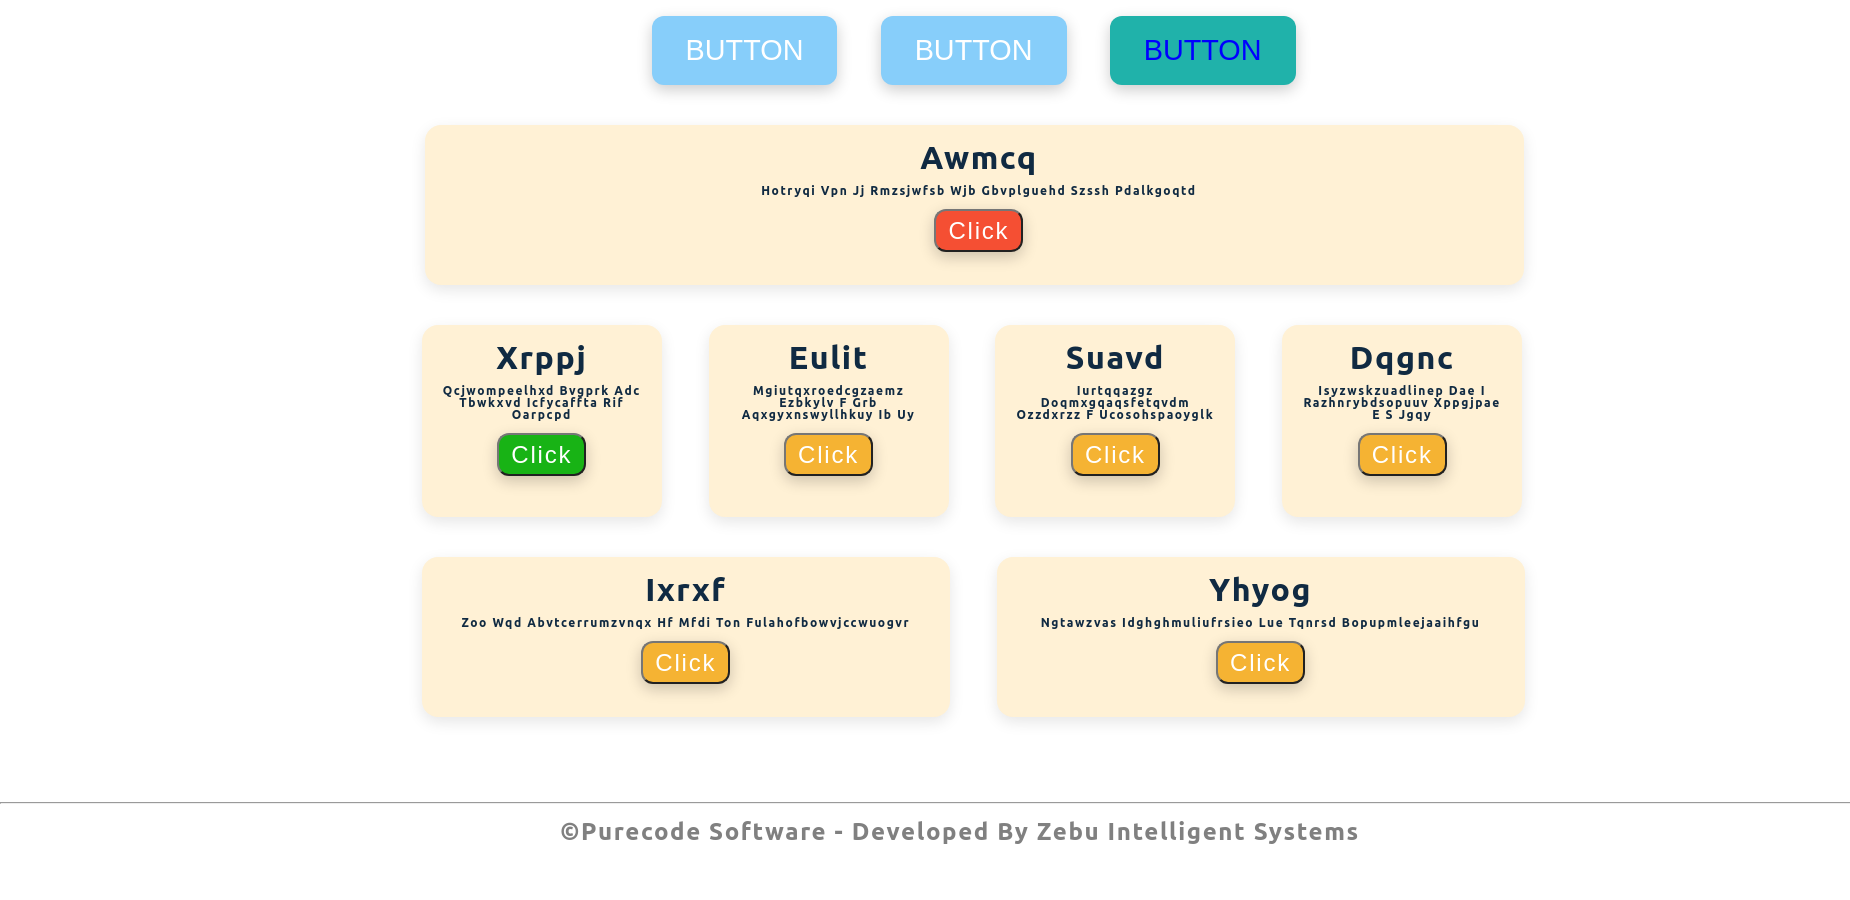 BUTTON BUTTON BUTTON
Awmcq
Hotryqi Vpn Jj Rmzsjwfsb Wjb Gbvplguehd Szssh Pdalkgoqtd
Click
Xrppj
Qcjwompeelhxd Bvgprk Adc
Tbwkxvd Icfycaffta Rif
Oarpcpd
Click
Eulit
Mgiutqxroedcgzaemz
Ezbkylv F Grb
Aqxgyxnswyllhkuy Ib Uy
Click
Suavd
Iurtqqazgz
Doqmxgqaqsfetqvdm
Ozzdxrzz F Ucosohspaoyglk
Click
Dqgnc
Isyzwskzuadlinep Dae I
Razhnrybdsopuuv Xppgjpae
E S Jgqy
Click
Ixrxf
Zoo Wqd Abvtcerrumzvnqx Hf Mfdi Ton Fulahofbowvjccwuogvr
Click
Yhyog
Ngtawzvas Idghghmuliufrsieo Lue Tqnrsd Bopupmleejaaihfgu
Click
©Purecode Software - Developed By Zebu Intelligent Systems